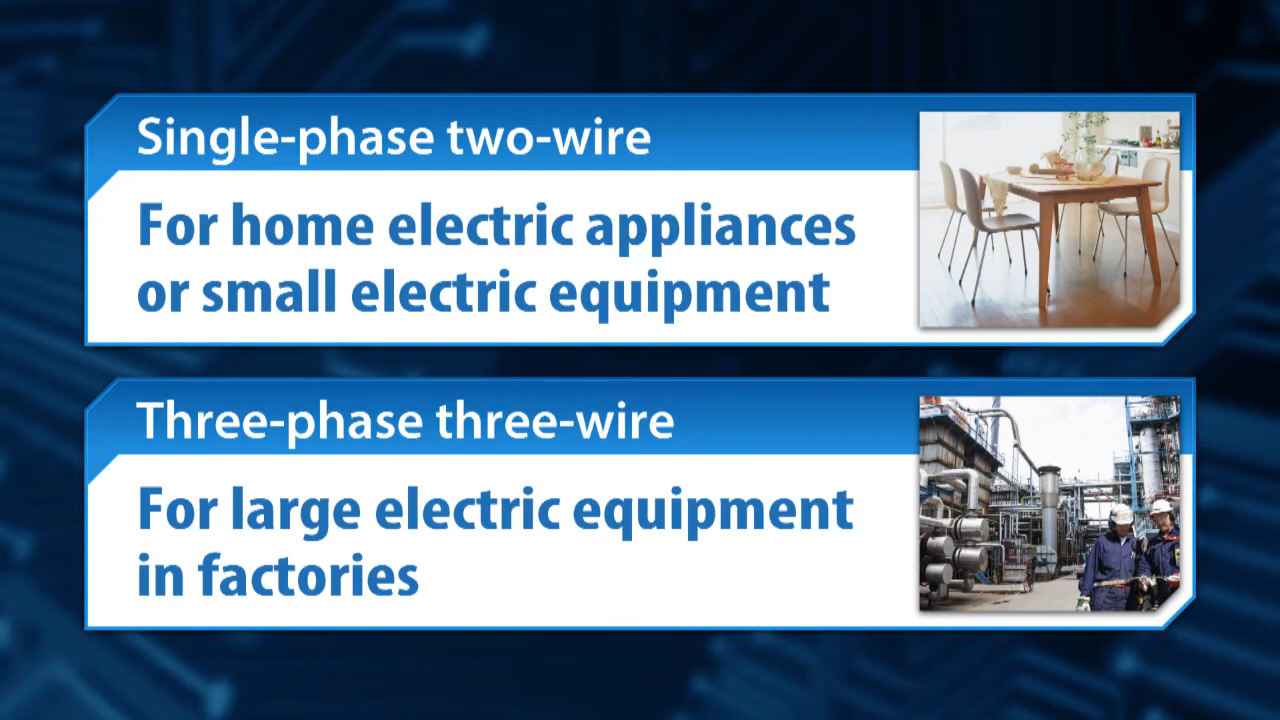 Single-phase two-wire
For home electric appliances
or small electric equipment
Three-phase three-wire
For large electric equipment
in factories